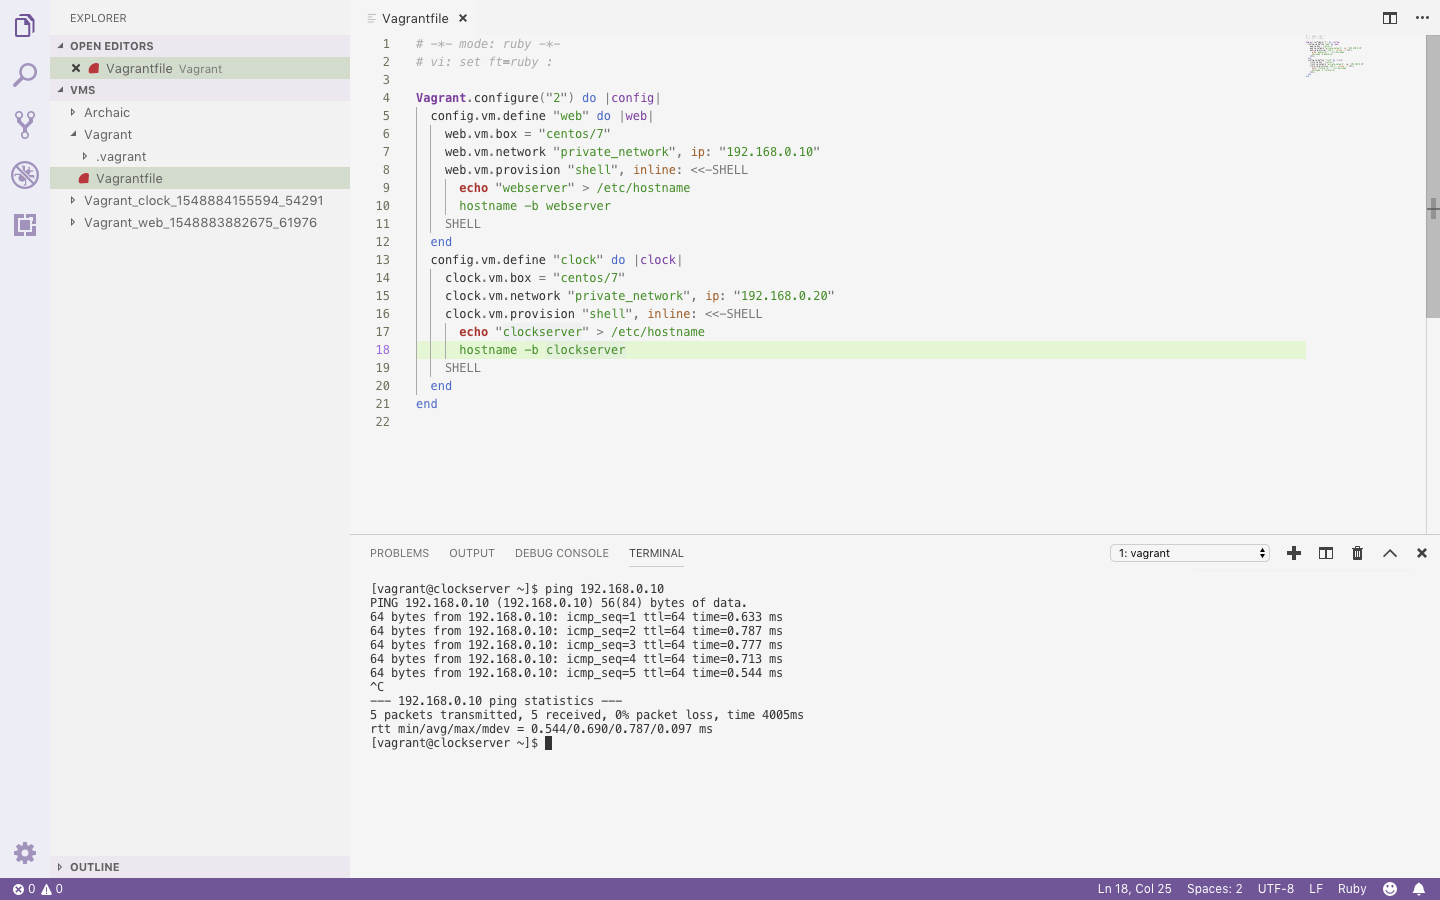 EXPLORER
OPEN EDITORS
Vagrantfile Vagrant
VMS
Archaic
Vagrant
.vagrant
Vagrantfile
Vagrant_clock_1548884155594_54291
Vagrant_web_1548883882675_61976
OUTLINE
Vagrantfile
1 # -*- mode: ruby -*-
2 # vi: set ft=ruby :
3
4 Vagrant.configure("2") do |config|
5 config.vm.define "web" do |web|
6 web.vm.box = "centos/7"
7 web.vm.network "private_network", ip: "192.168.0.10"
8 web.vm.provision "shell", inline: <<-SHELL
9 echo "webserver" > /etc/hostname
10 hostname -b webserver
11 SHELL
12 end
13 config.vm.define "clock" do |clock|
14 clock.vm.box = "centos/7"
15 clock.vm.network "private_network", ip: "192.168.0.20"
16 clock.vm.provision "shell", inline: <<-SHELL
17 echo "clockserver" > /etc/hostname
18 hostname -b clockserver
19 SHELL
20 end
21 end
22
PROBLEMS OUTPUT DEBUG CONSOLE TERMINAL
1: vagrant
[vagrant@clockserver ~]$ ping 192.168.0.10
PING 192.168.0.10 (192.168.0.10) 56(84) bytes of data.
64 bytes from 192.168.0.10: icmp_seq=1 ttl=64 time=0.633 ms
64 bytes from 192.168.0.10: icmp_seq=2 ttl=64 time=0.787 ms
64 bytes from 192.168.0.10: icmp_seq=3 ttl=64 time=0.777 ms
64 bytes from 192.168.0.10: icmp_seq=4 ttl=64 time=0.713 ms
64 bytes from 192.168.0.10: icmp_seq=5 ttl=64 time=0.544 ms
^C
--- 192.168.0.10 ping statistics ---
5 packets transmitted, 5 received, 0% packet loss, time 4005ms
rtt min/avg/max/mdev = 0.544/0.690/0.787/0.097 ms
[vagrant@clockserver ~]$
0 0
Ln 18, Col 25 Spaces: 2 UTF-8 LF Ruby